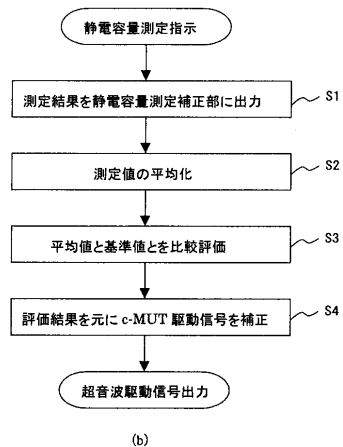 静電容量測定指示
測定結果を静電容量測定補正部に出力
S1
測定値の平均化
S2
平均値と基準値とを比較評価
S3
評価結果を元に c-MUT 駆動信号を補正
S4
超音波駆動信号出力
(b)